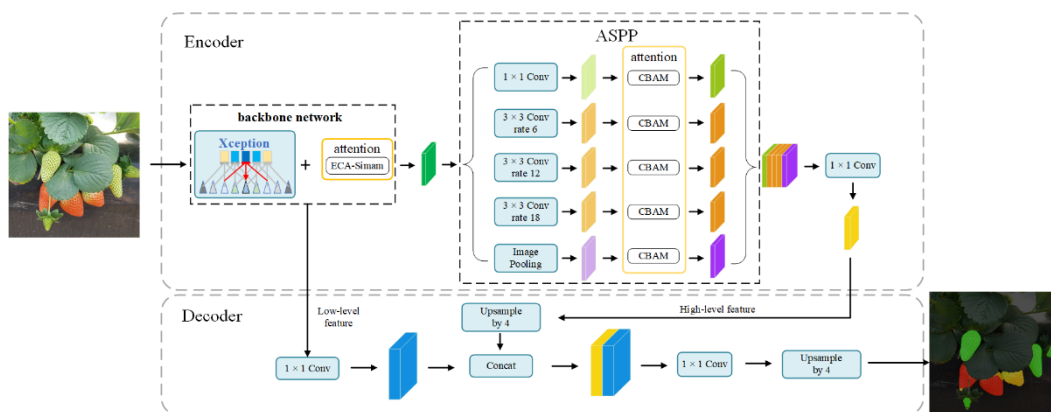 Encoder
ASPP
backbone network
Xception
+
attention
ECA-Simam
1 × 1 Conv
3 × 3 Conv
rate 6
3 × 3 Conv
rate 12
3 × 3 Conv
rate 18
Image
Pooling
attention
CBAM
CBAM
CBAM
CBAM
CBAM
1 × 1 Conv
Decoder
Low-level
feature
Upsample
by 4
High-level feature
1 × 1 Conv
Concat
1 × 1 Conv
Upsample
by 4